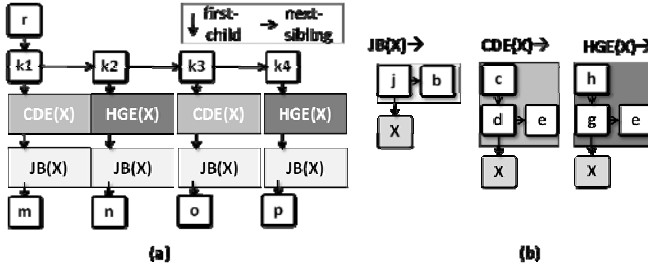 r
first-child
next-sibling
k1 k2 k3 k4
CDE(X) HGE(X) CDE(X) HGE(X)
JB(X) JB(X) JB(X) JB(X)
m n o p
(a)
JB(X)→
j b
X
CDE(X)→
c
d e
X
HGE(X)→
h
g e
X
(b)